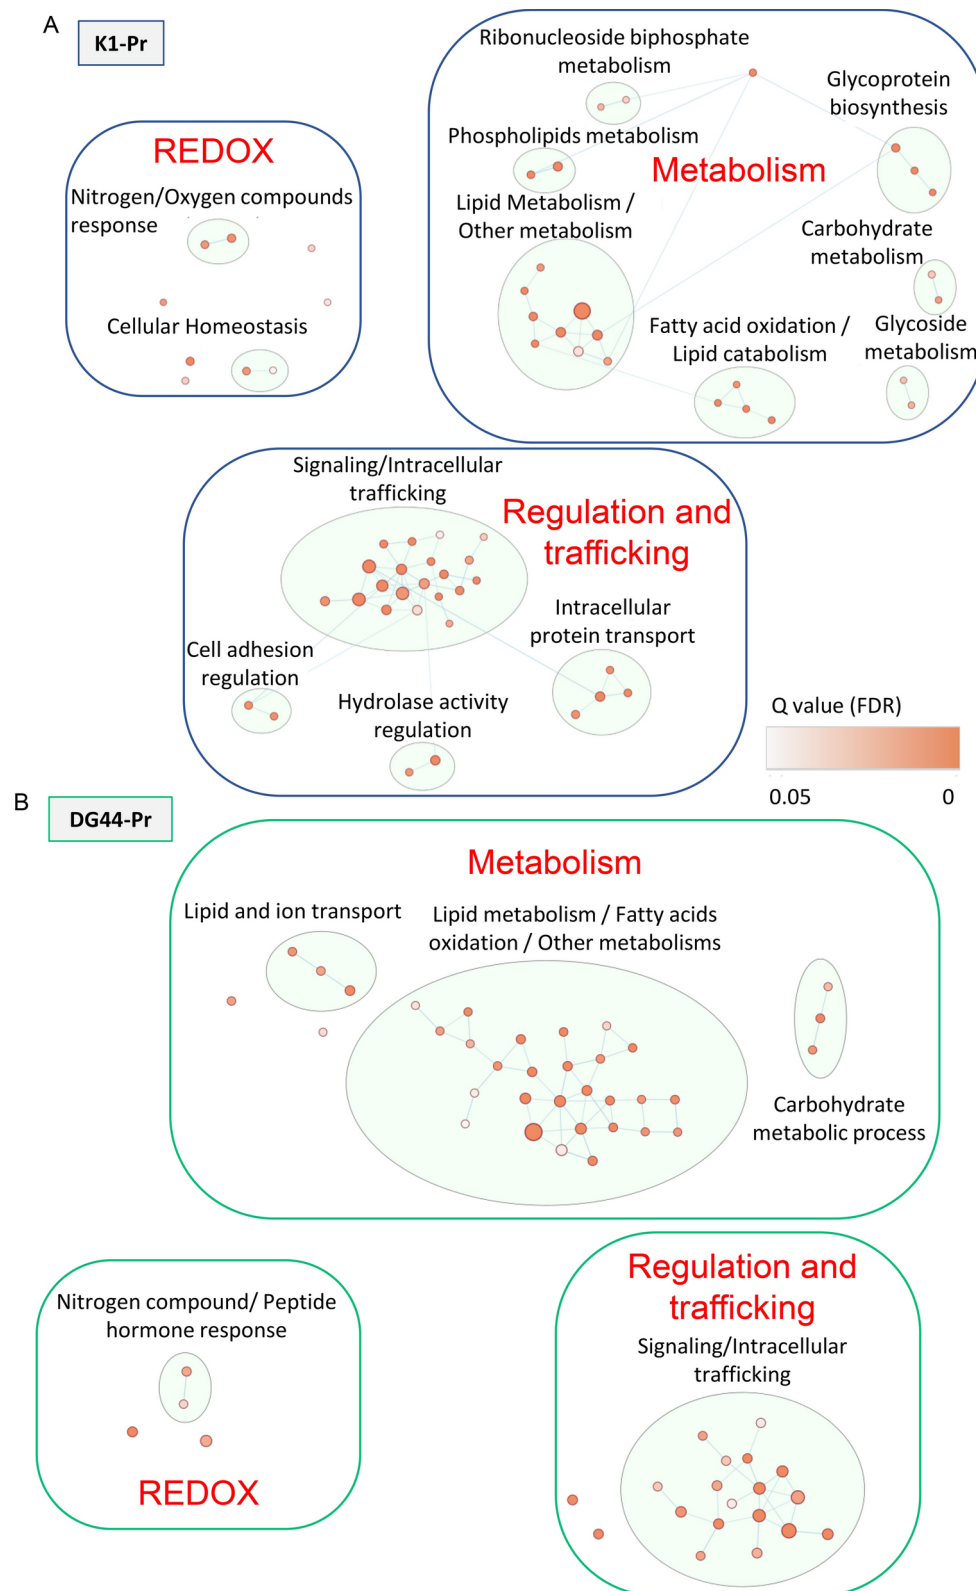 A
K1-Pr
REDOX
Nitrogen/Oxygen compounds
response
Cellular Homeostasis
Ribonucleoside biphosphate
metabolism
Glycoprotein
biosynthesis
Phospholipids metabolism
Metabolism
Lipid Metabolism /
Other metabolism
Carbohydrate
metabolism
Fatty acid oxidation /
Lipid catabolism
Glycoside
metabolism
Signaling/Intracellular
trafficking
Regulation and
trafficking
Intracellular
protein transport
Cell adhesion
regulation
Hydrolase activity
regulation
Q value (FDR)
0.05 0
B
DG44-Pr
Metabolism
Lipid and ion transport
Lipid metabolism / Fatty acids
oxidation / Other metabolisms
Carbohydrate
metabolic process
Nitrogen compound/ Peptide
hormone response
REDOX
Regulation and
trafficking
Signaling/Intracellular
trafficking